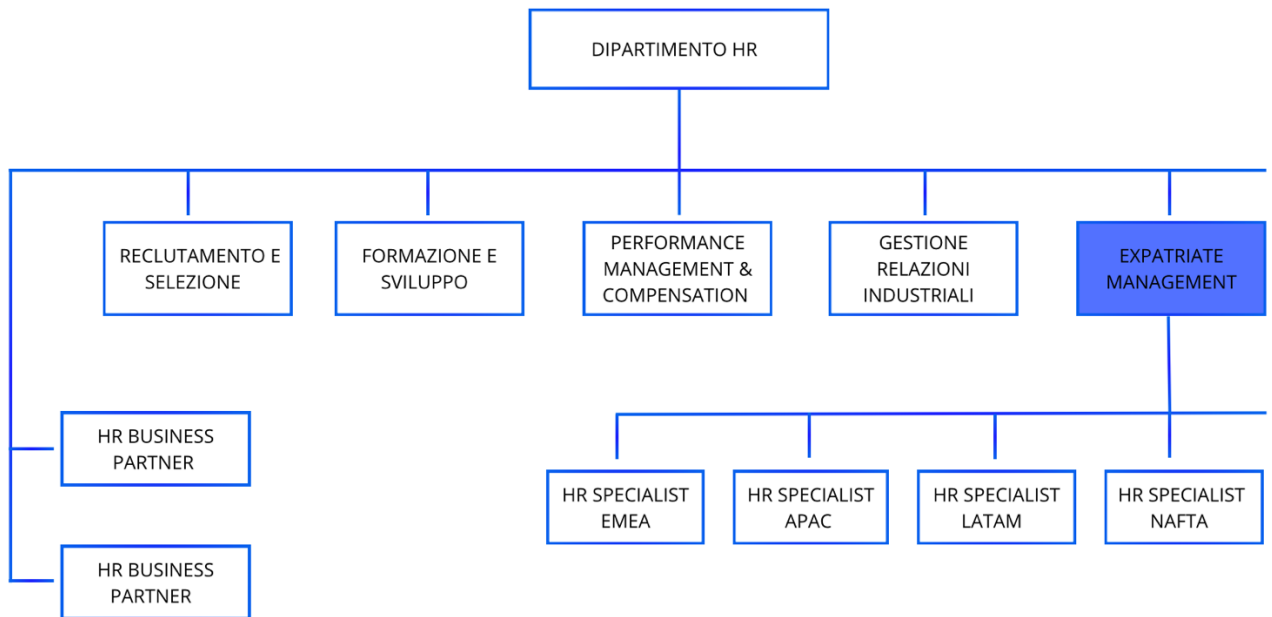 DIPARTIMENTO HR
RECLUTAMENTO E
SELEZIONE
FORMAZIONE E
SVILUPPO
PERFORMANCE
MANAGEMENT &
COMPENSATION
GESTIONE
RELAZIONI
INDUSTRIALI
EXPATRIATE
MANAGEMENT
HR BUSINESS
PARTNER
HR SPECIALIST
EMEA
HR SPECIALIST
APAC
HR SPECIALIST
LATAM
HR SPECIALIST
NAFTA
HR BUSINESS
PARTNER